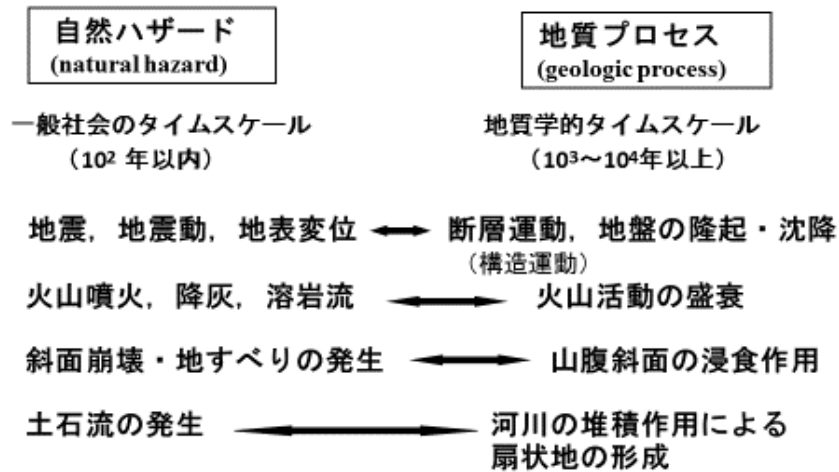 自然ハザード
(natural hazard)
地質プロセス
(geologic process)
一般社会のタイムスケール
（10² 年以内）
地質学的タイムスケール
（10³～10⁴年以上）
地震，地震動，地表変位
断層運動，地盤の隆起・沈降
（構造運動）
火山噴火，降灰，溶岩流
火山活動の盛衰
斜面崩壊・地すべりの発生
山腹斜面の浸食作用
土石流の発生
河川の堆積作用による
扇状地の形成